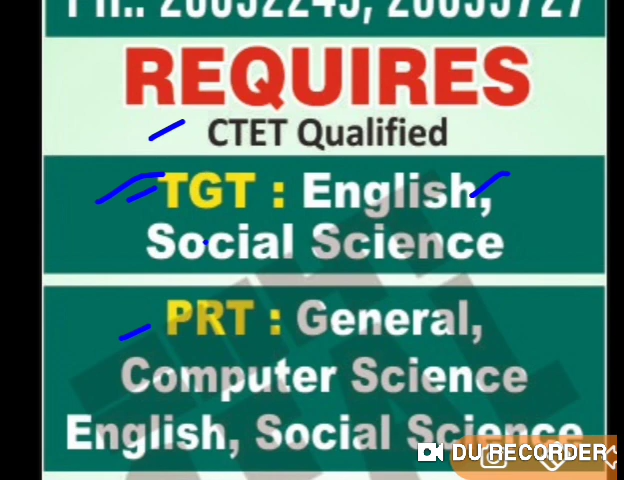 REQUIRES
CTET Qualified
TGT : English,
Social Science
PRT : General,
Computer Science
English, Social Science
DU RECORDER